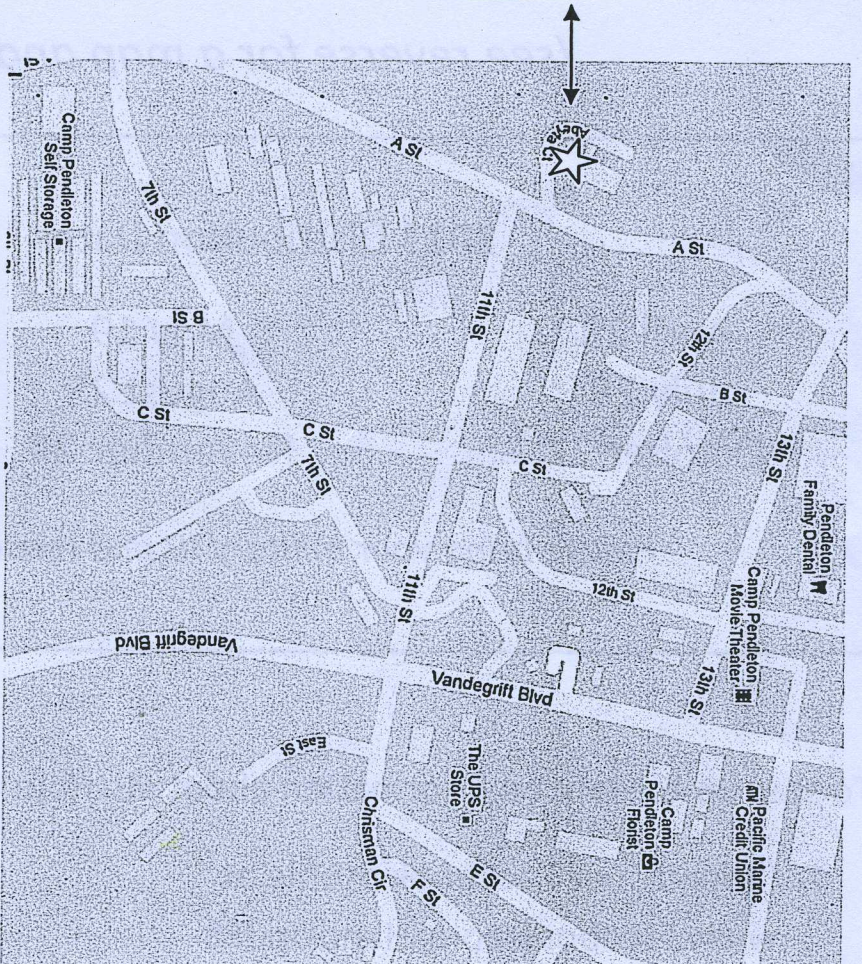 A St
Aberia Ct
Camp Pendleton
Self Storage
7th St
A St
11th St
B St
12th St
B St
C St
C St
C St
7th St
13th St
Pendleton
Family Dental
11th St
12th St
Camp Pendleton
Movie Theater
Vandegrift Blvd
Vandegrift Blvd
13th St
East St
The UPS
Store
Camp
Pendleton
Florist
Pacific Marine
Credit Union
Chrisman Cir
E St
F St